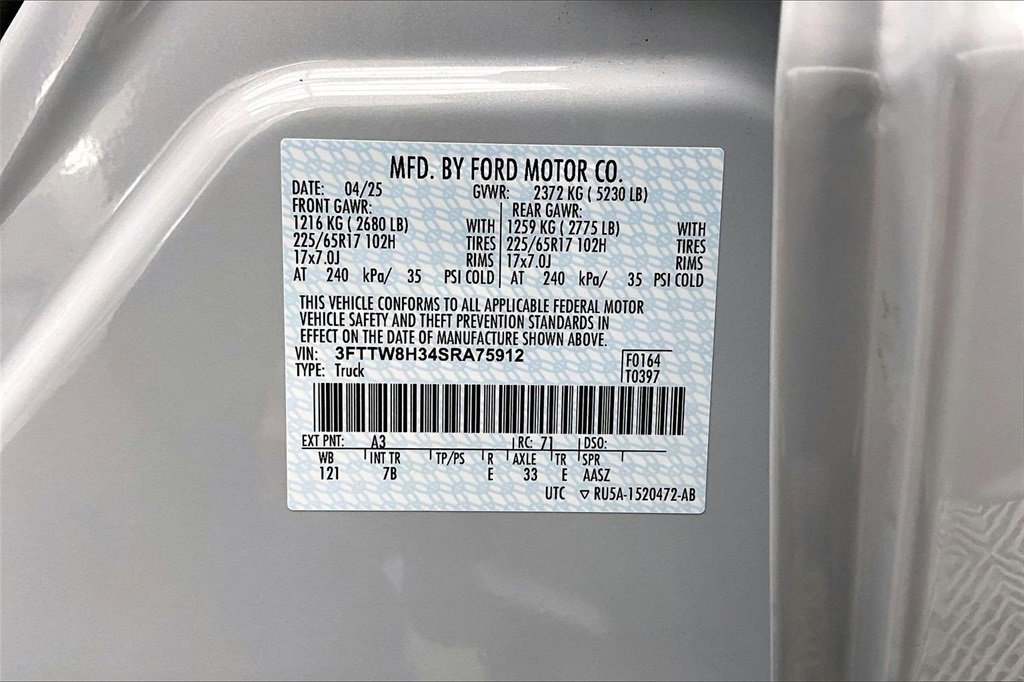 MFD. BY FORD MOTOR CO.
DATE: 04/25 GVWR: 2372 KG ( 5230 LB)
FRONT GAWR: REAR GAWR:
1216 KG ( 2680 LB) WITH 1259 KG ( 2775 LB) WITH
225/65R17 102H TIRES 225/65R17 102H TIRES
17x7.0J RIMS 17x7.0J RIMS
AT 240 kPa/ 35 PSI COLD AT 240 kPa/ 35 PSI COLD
THIS VEHICLE CONFORMS TO ALL APPLICABLE FEDERAL MOTOR
VEHICLE SAFETY AND THEFT PREVENTION STANDARDS IN
EFFECT ON THE DATE OF MANUFACTURE SHOWN ABOVE.
VIN: 3FTTW8H34SRA75912 F0164
TYPE: Truck T0397
EXT PNT: A3 RC: 71 DSO:
WB INT TR TP/PS R AXLE TR SPR
121 7B E 33 E AASZ
UTC ▽ RU5A-1520472-AB